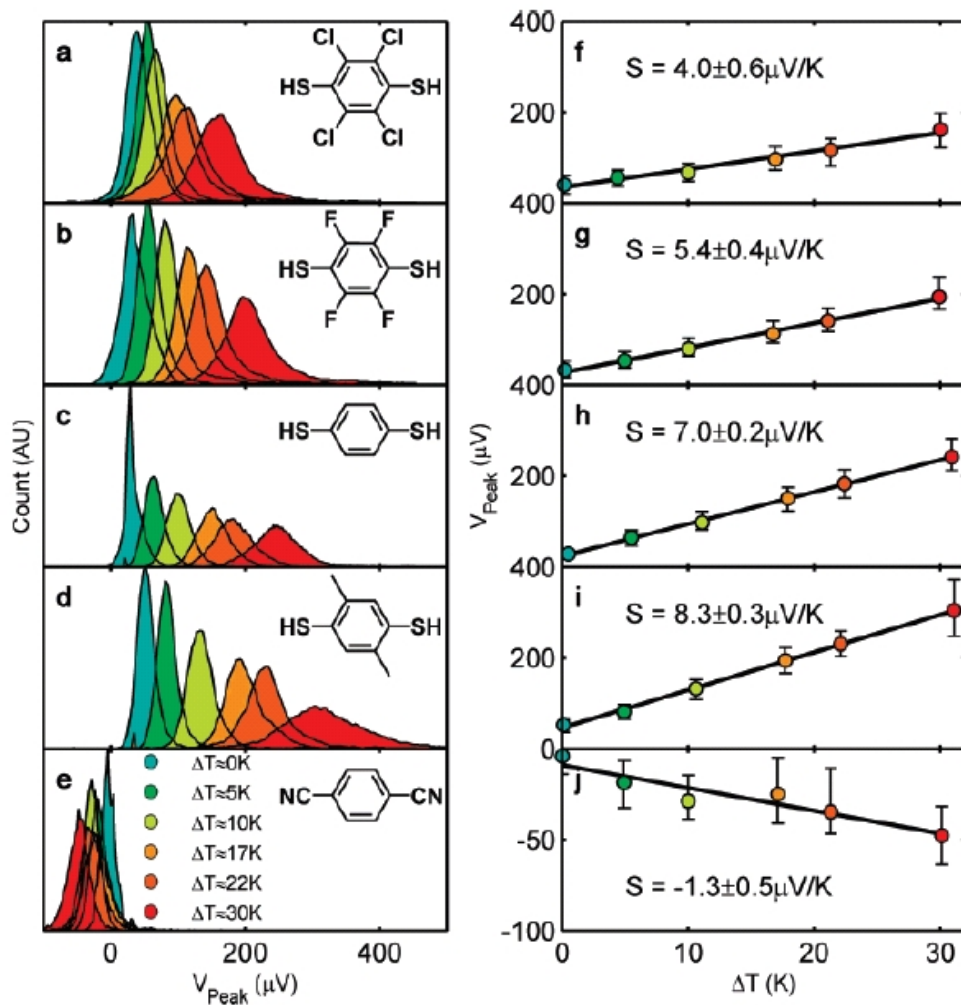 a
Cl
Cl
HS
SH
Cl
Cl
b
F
F
HS
SH
F
F
c
HS
SH
d
HS
SH
e
NC
CN
ΔT≈0K
ΔT≈5K
ΔT≈10K
ΔT≈17K
ΔT≈22K
ΔT≈30K
Count (AU)
0
200
400
V_Peak (μV)
400
f
S = 4.0±0.6μV/K
200
400
g
S = 5.4±0.4μV/K
200
400
h
S = 7.0±0.2μV/K
200
400
i
S = 8.3±0.3μV/K
200
0
j
-50
S = -1.3±0.5μV/K
-100
V_Peak (μV)
0
10
20
30
ΔT (K)